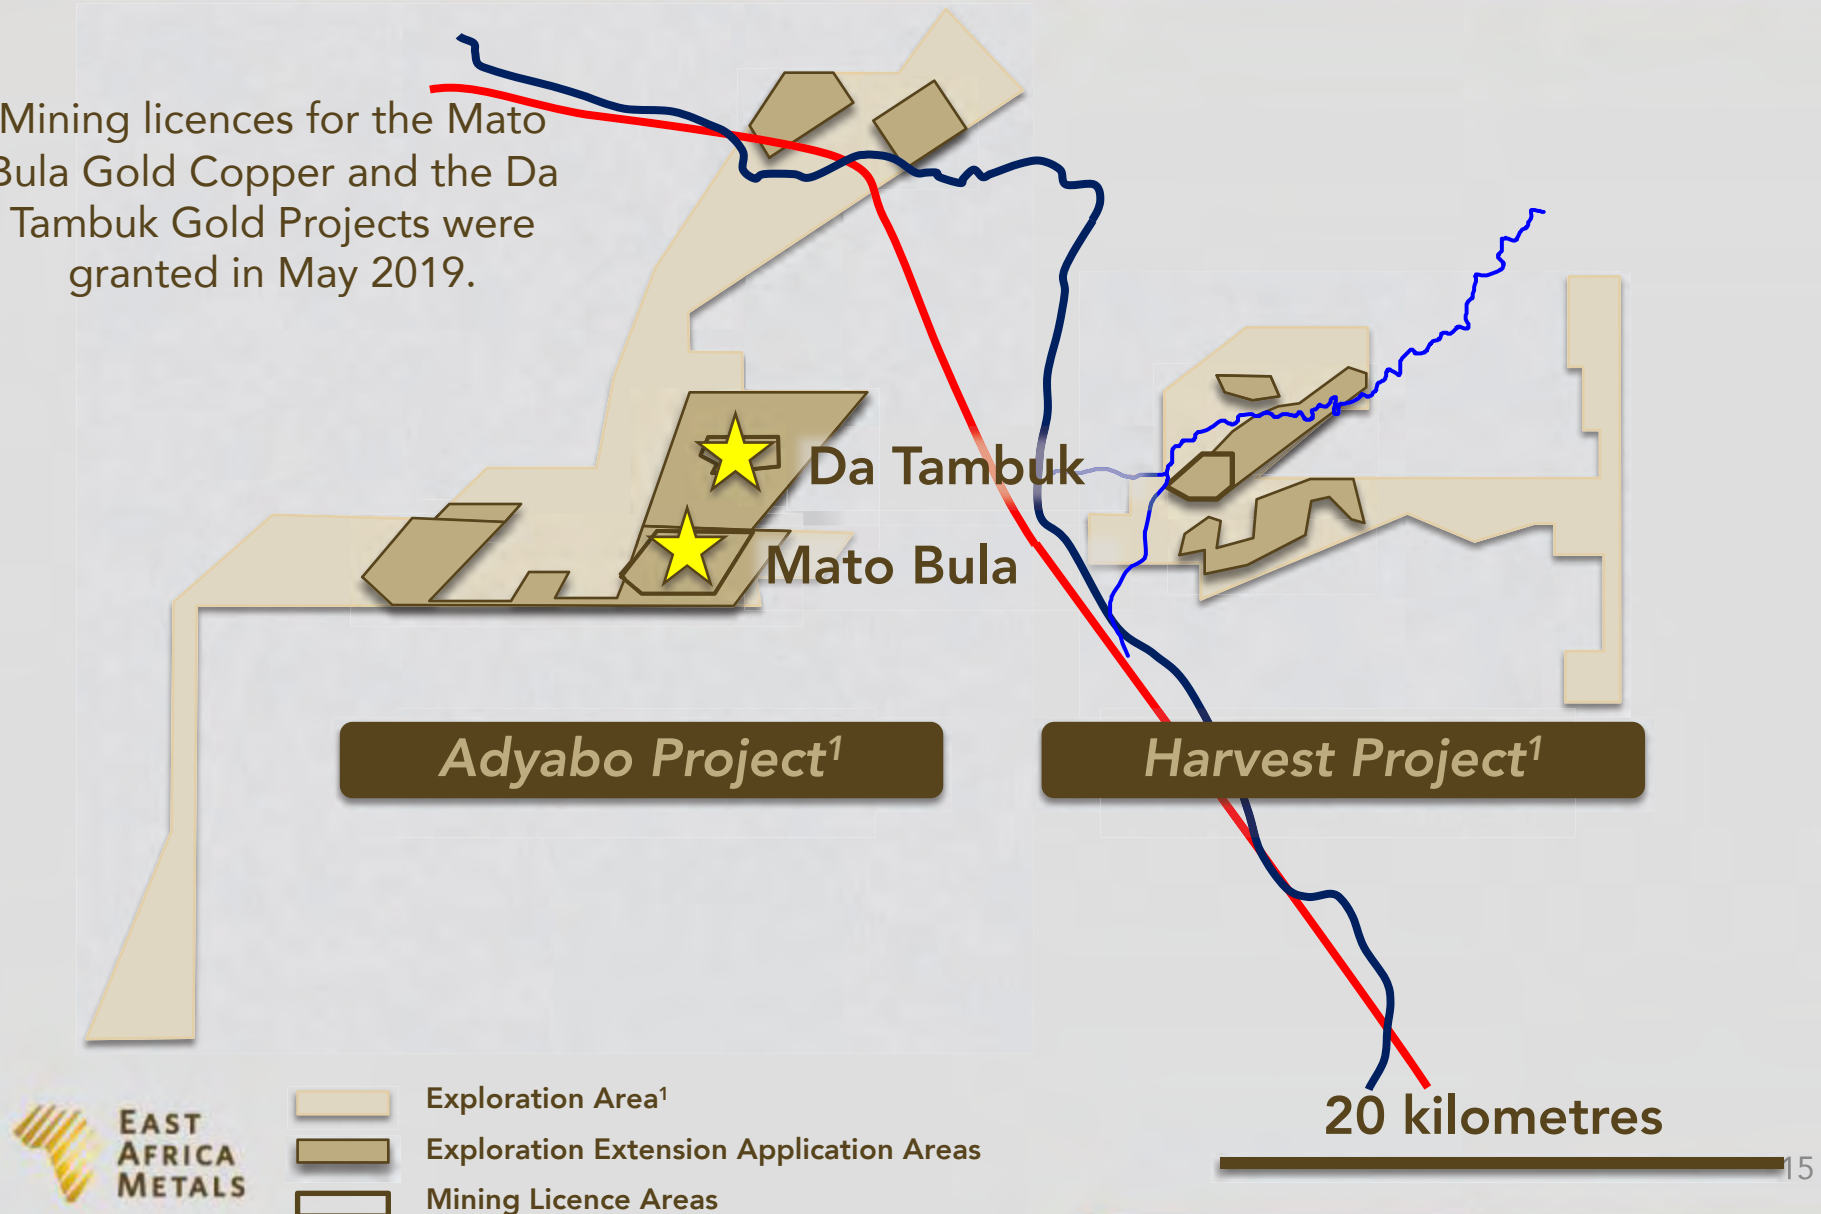 Mining licences for the Mato
Bula Gold Copper and the Da
Tambuk Gold Projects were
granted in May 2019.
Da Tambuk
Mato Bula
Adyabo Project¹
Harvest Project¹
EAST
AFRICA
METALS
Exploration Area¹
Exploration Extension Application Areas
Mining Licence Areas
20 kilometres
15